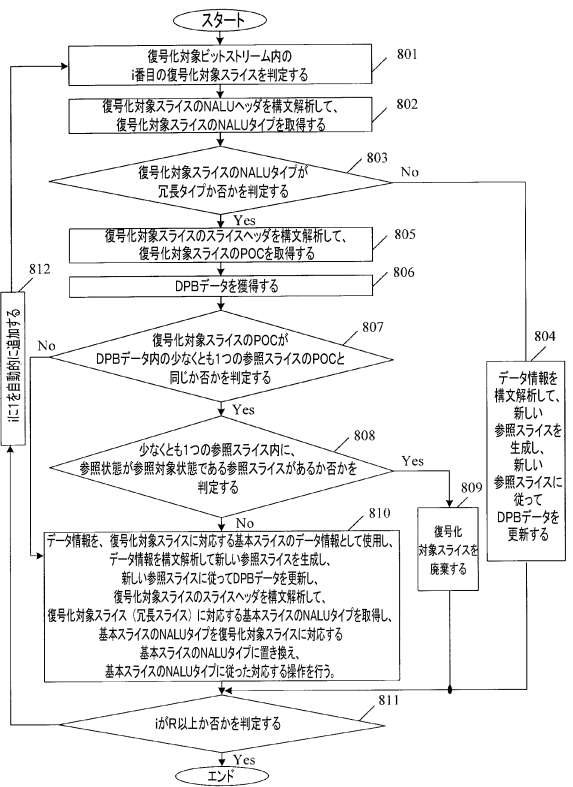 スタート
復号化対象ビットストリーム内の
i番目の復号化対象スライスを判定する
801
復号化対象スライスのNALUヘッダを構文解析して、
復号化対象スライスのNALUタイプを取得する
802
803
復号化対象スライスのNALUタイプが
冗長タイプか否かを判定する
No
Yes
復号化対象スライスのスライスヘッダを構文解析して、
復号化対象スライスのPOCを取得する
805
DPBデータを獲得する
806
807
復号化対象スライスのPOCが
DPBデータ内の少なくとも1つの参照スライスのPOCと
同じか否かを判定する
No
Yes
804
データ情報を
構文解析して、
新しい
参照スライスを
生成し、
新しい
参照スライスに
従って
DPBデータを
更新する
812
iに1を自動的に追加する
808
少なくとも1つの参照スライス内に、
参照状態が参照対象状態である参照スライスがあるか否かを
判定する
Yes
No
809
復号化
対象スライスを
廃棄する
810
データ情報を、復号化対象スライスに対応する基本スライスのデータ情報として使用し、
データ情報を構文解析して新しい参照スライスを生成し、
新しい参照スライスに従ってDPBデータを更新し、
復号化対象スライスのスライスヘッダを構文解析して、
復号化対象スライス（冗長スライス）に対応する基本スライスのNALUタイプを取得し、
基本スライスのNALUタイプを復号化対象スライスに対応する
基本スライスのNALUタイプに置き換え、
基本スライスのNALUタイプに従った対応する操作を行う。
811
iがR以上か否かを判定する
Yes
エンド